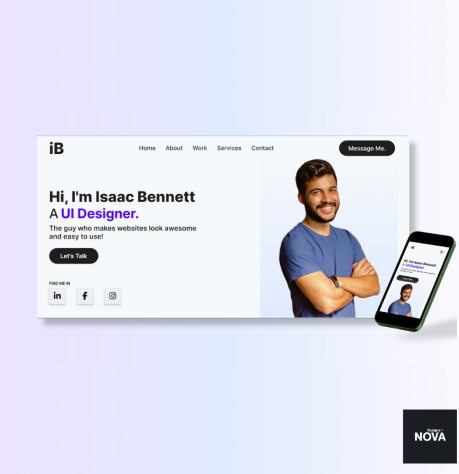 iB
Home About Work Services Contact
Message Me.
Hi, I'm Isaac Bennett
A UI Designer.
The guy who makes websites look awesome
and easy to use!
Let's Talk
FIND ME IN
in
f
Hi, I'm Isaac Bennett
A UI Designer
Designs
NOVA